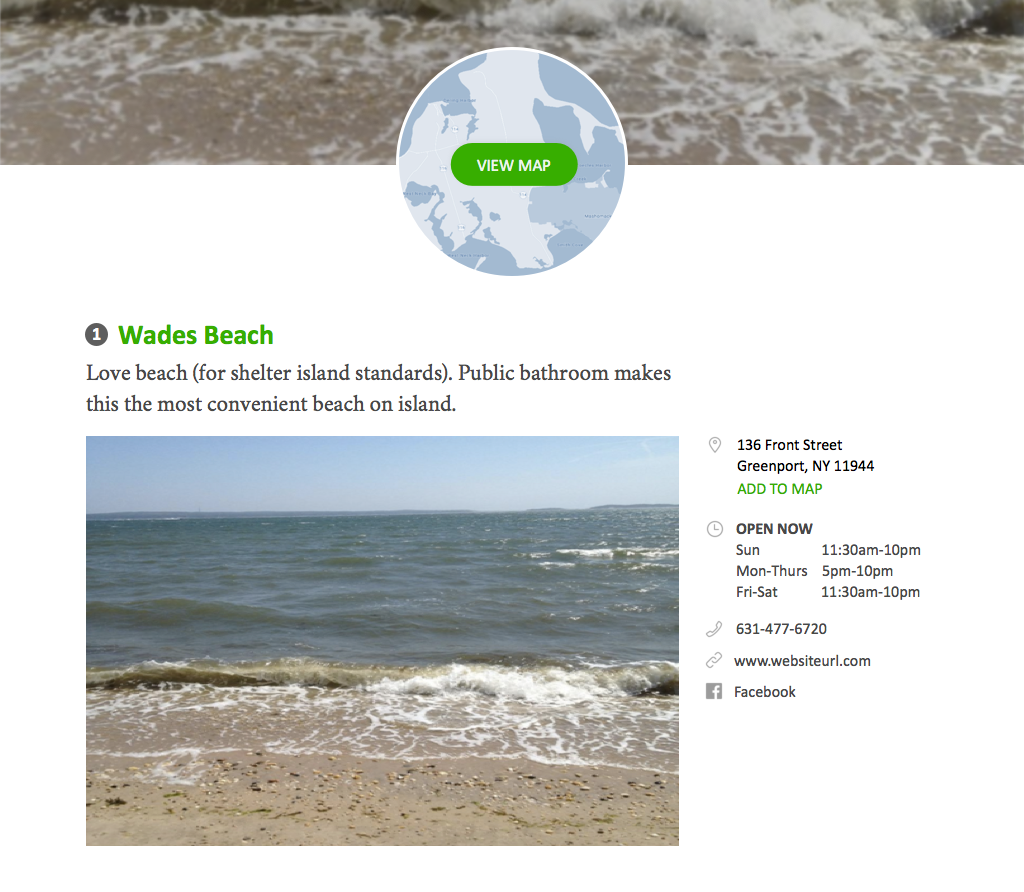 VIEW MAP
1 Wades Beach
Love beach (for shelter island standards). Public bathroom makes
this the most convenient beach on island.
136 Front Street
Greenport, NY 11944
ADD TO MAP
OPEN NOW
Sun 11:30am-10pm
Mon-Thurs 5pm-10pm
Fri-Sat 11:30am-10pm
631-477-6720
www.websiteurl.com
Facebook